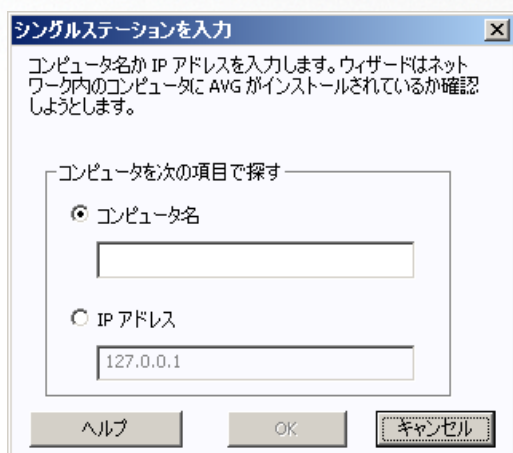 シングルステーションを入力
コンピュータ名か IP アドレスを入力します。ウィザードはネット
ワーク内のコンピュータに AVG がインストールされているか確認
しようとします。
コンピュータを次の項目で探す
コンピュータ名
IP アドレス
127.0.0.1
ヘルプ
OK
キャンセル